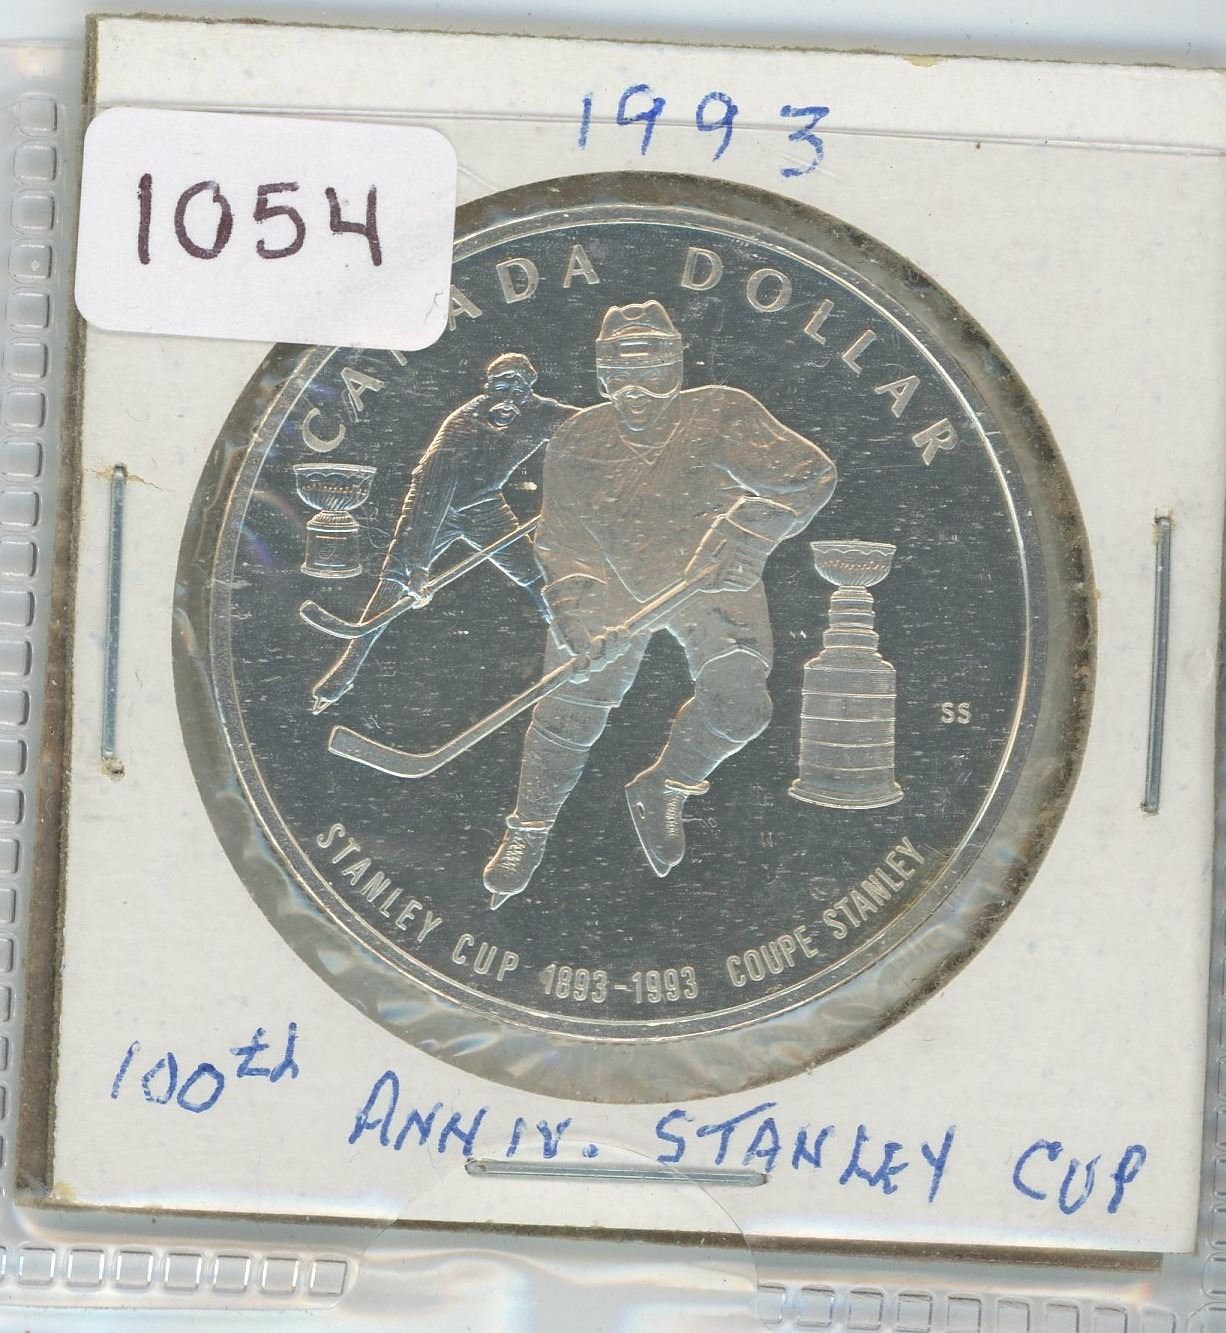 1993
1054
CANADA DOLLAR
SS
STANLEY CUP 1893-1993 COUPE STANLEY
100th ANNIV. STANLEY CUP